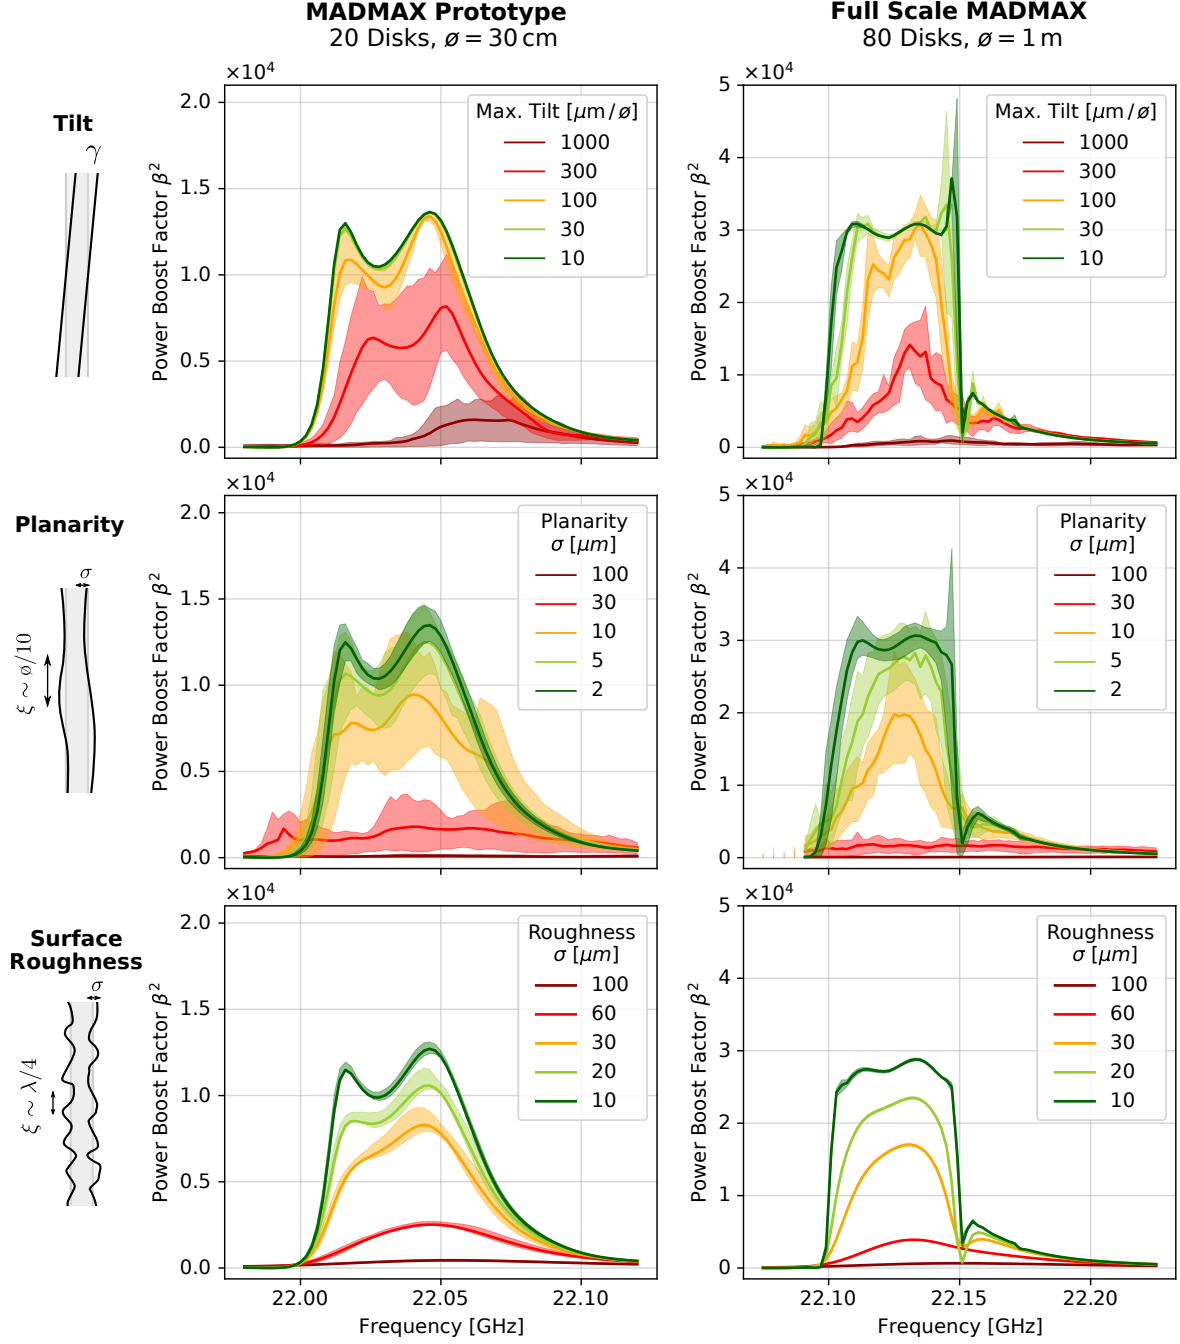 MADMAX Prototype
20 Disks, ø = 30 cm
Full Scale MADMAX
80 Disks, ø = 1 m
Tilt
γ
×10⁴
Power Boost Factor β²
2.0
1.5
1.0
0.5
0.0
Max. Tilt [μm/ø]
1000
300
100
30
10
×10⁴
Power Boost Factor β²
5
4
3
2
1
0
Max. Tilt [μm/ø]
1000
300
100
30
10
Planarity
σ
ξ ∼ ø/10
×10⁴
Power Boost Factor β²
2.0
1.5
1.0
0.5
0.0
Planarity
σ [μm]
100
30
10
5
2
×10⁴
Power Boost Factor β²
5
4
3
2
1
0
Planarity
σ [μm]
100
30
10
5
2
Surface
Roughness
σ
ξ ∼ λ/4
×10⁴
Power Boost Factor β²
2.0
1.5
1.0
0.5
0.0
Roughness
σ [μm]
100
60
30
20
10
22.00 22.05 22.10
Frequency [GHz]
×10⁴
Power Boost Factor β²
5
4
3
2
1
0
Roughness
σ [μm]
100
60
30
20
10
22.10 22.15 22.20
Frequency [GHz]